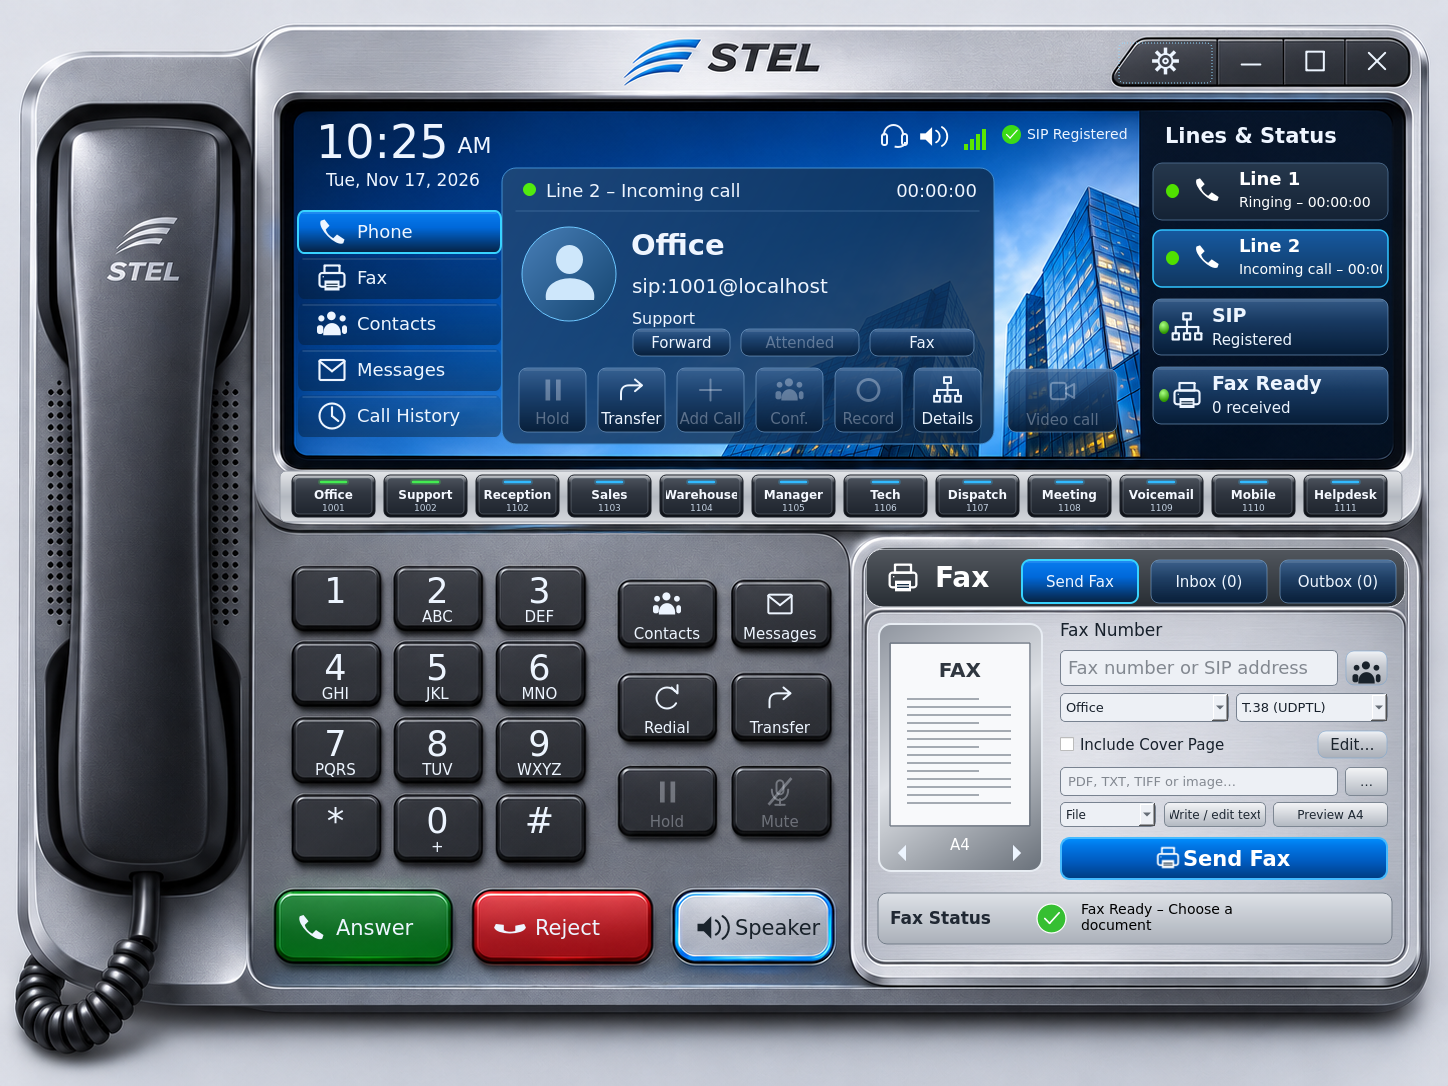 STEL
10:25 AM
Tue, Nov 17, 2026
SIP Registered
Lines & Status
STEL
Phone
Fax
Contacts
Messages
Call History
Line 2 – Incoming call 00:00:00
Office
sip:1001@localhost
Support
Forward Attended Fax
Hold Transfer Add Call Conf. Record Details Video call
Line 1
Ringing – 00:00:00
Line 2
Incoming call – 00:0
SIP
Registered
Fax Ready
0 received
Office Support Reception Sales Warehouse Manager Tech Dispatch Meeting Voicemail Mobile Helpdesk
1001 1002 1102 1103 1104 1105 1106 1107 1108 1109 1110 1111
1 2 3
ABC DEF
4 5 6
GHI JKL MNO
7 8 9
PQRS TUV WXYZ
* 0 #
+
Contacts Messages
Redial Transfer
Hold Mute
Answer Reject Speaker
Fax Send Fax Inbox (0) Outbox (0)
FAX
A4
Fax Number
Fax number or SIP address
Office T.38 (UDPTL)
Include Cover Page Edit...
PDF, TXT, TIFF or image... ...
File Write / edit text Preview A4
Send Fax
Fax Status
Fax Ready – Choose a
document